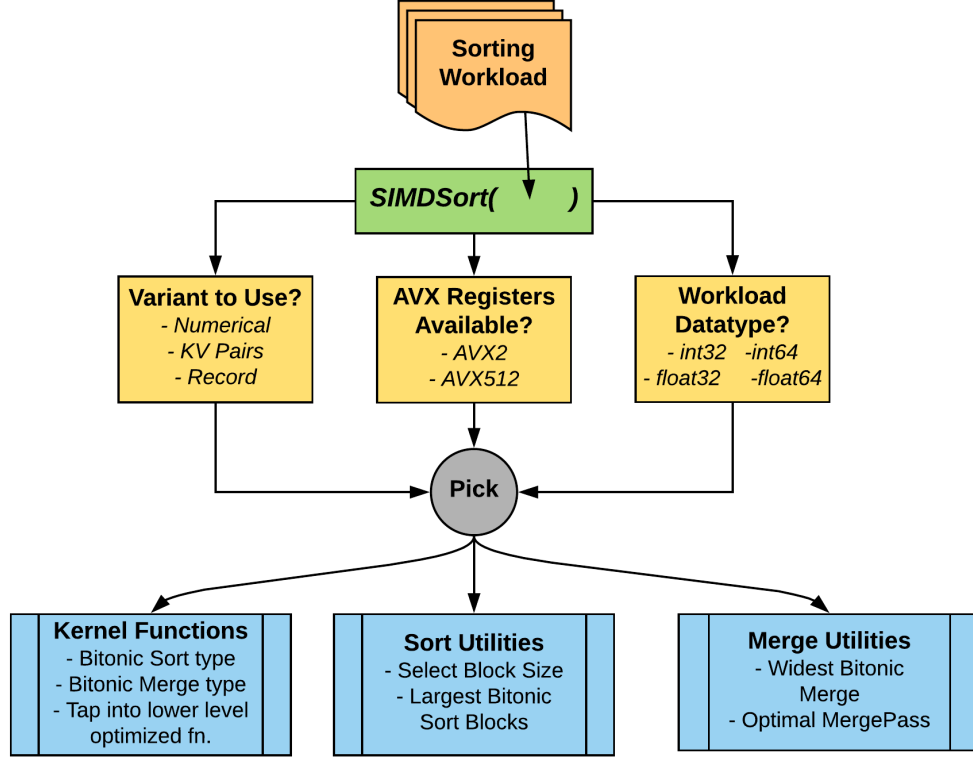 Sorting
Workload
SIMDSort(        )
Variant to Use?
- Numerical
- KV Pairs
- Record
AVX Registers
Available?
- AVX2
- AVX512
Workload
Datatype?
- int32   -int64
- float32     -float64
Pick
Kernel Functions
- Bitonic Sort type
- Bitonic Merge type
- Tap into lower level
optimized fn.
Sort Utilities
- Select Block Size
- Largest Bitonic
Sort Blocks
Merge Utilities
- Widest Bitonic
Merge
- Optimal MergePass